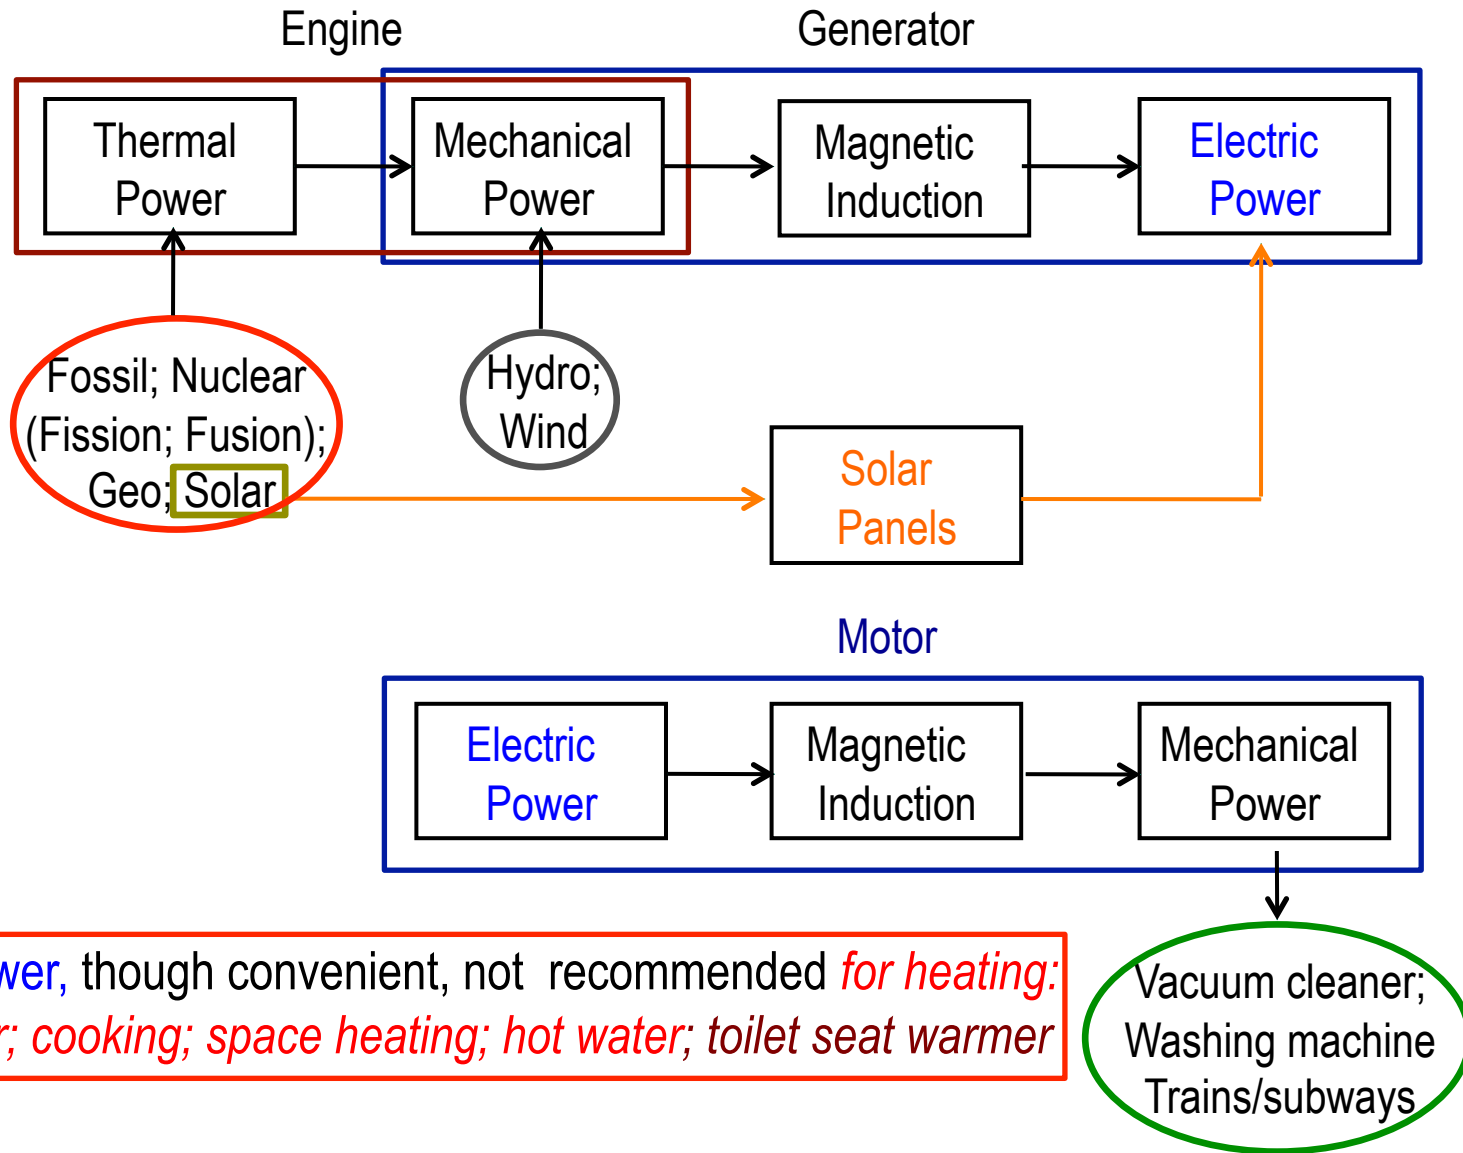 Engine
Generator
Thermal
Power
Mechanical
Power
Magnetic
Induction
Electric
Power
Fossil; Nuclear
(Fission; Fusion);
Geo; Solar
Hydro;
Wind
Solar
Panels
Motor
Electric
Power
Magnetic
Induction
Mechanical
Power
though convenient, not recommended for heating:
cooking; space heating; hot water; toilet seat warmer
Vacuum cleaner;
Washing machine
Trains/subways